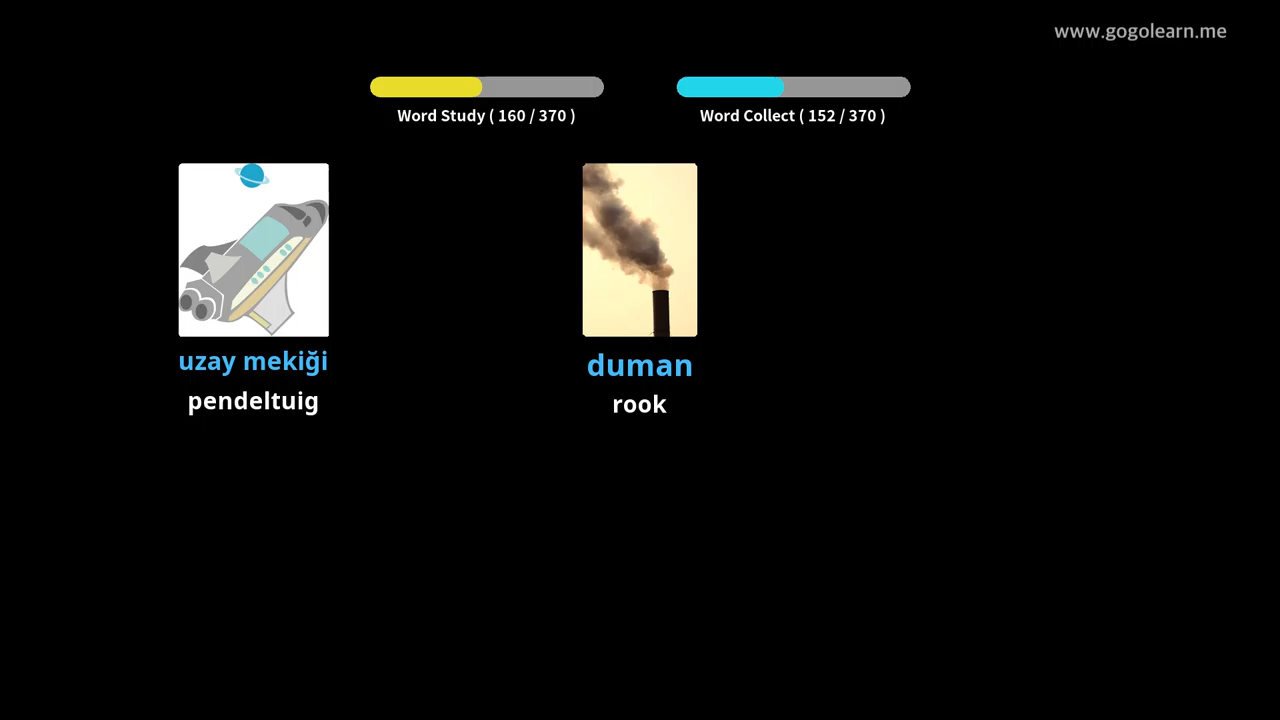 www.gogolearn.me
Word Study ( 160 / 370 )
Word Collect ( 152 / 370 )
uzay mekiği
pendeltuig
duman
rook